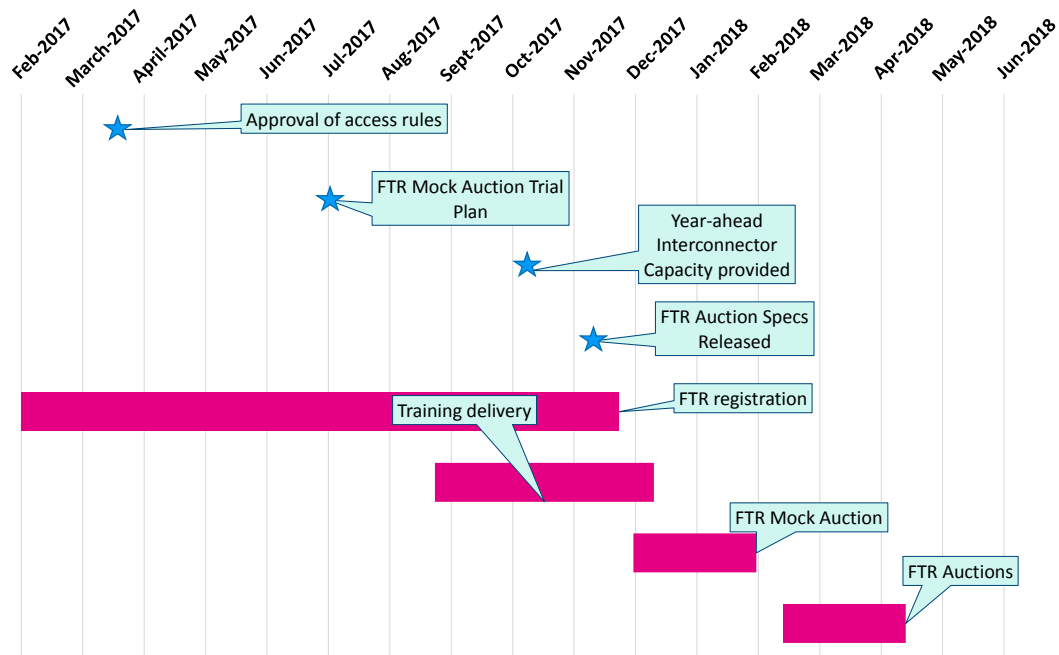 Feb-2017
March-2017
April-2017
May-2017
Jun-2017
Jul-2017
Aug-2017
Sept-2017
Oct-2017
Nov-2017
Dec-2017
Jan-2018
Feb-2018
Mar-2018
Apr-2018
May-2018
Jun-2018
Approval of access rules
FTR Mock Auction Trial
Plan
Year-ahead
Interconnector
Capacity provided
FTR Auction Specs
Released
FTR registration
Training delivery
FTR Mock Auction
FTR Auctions